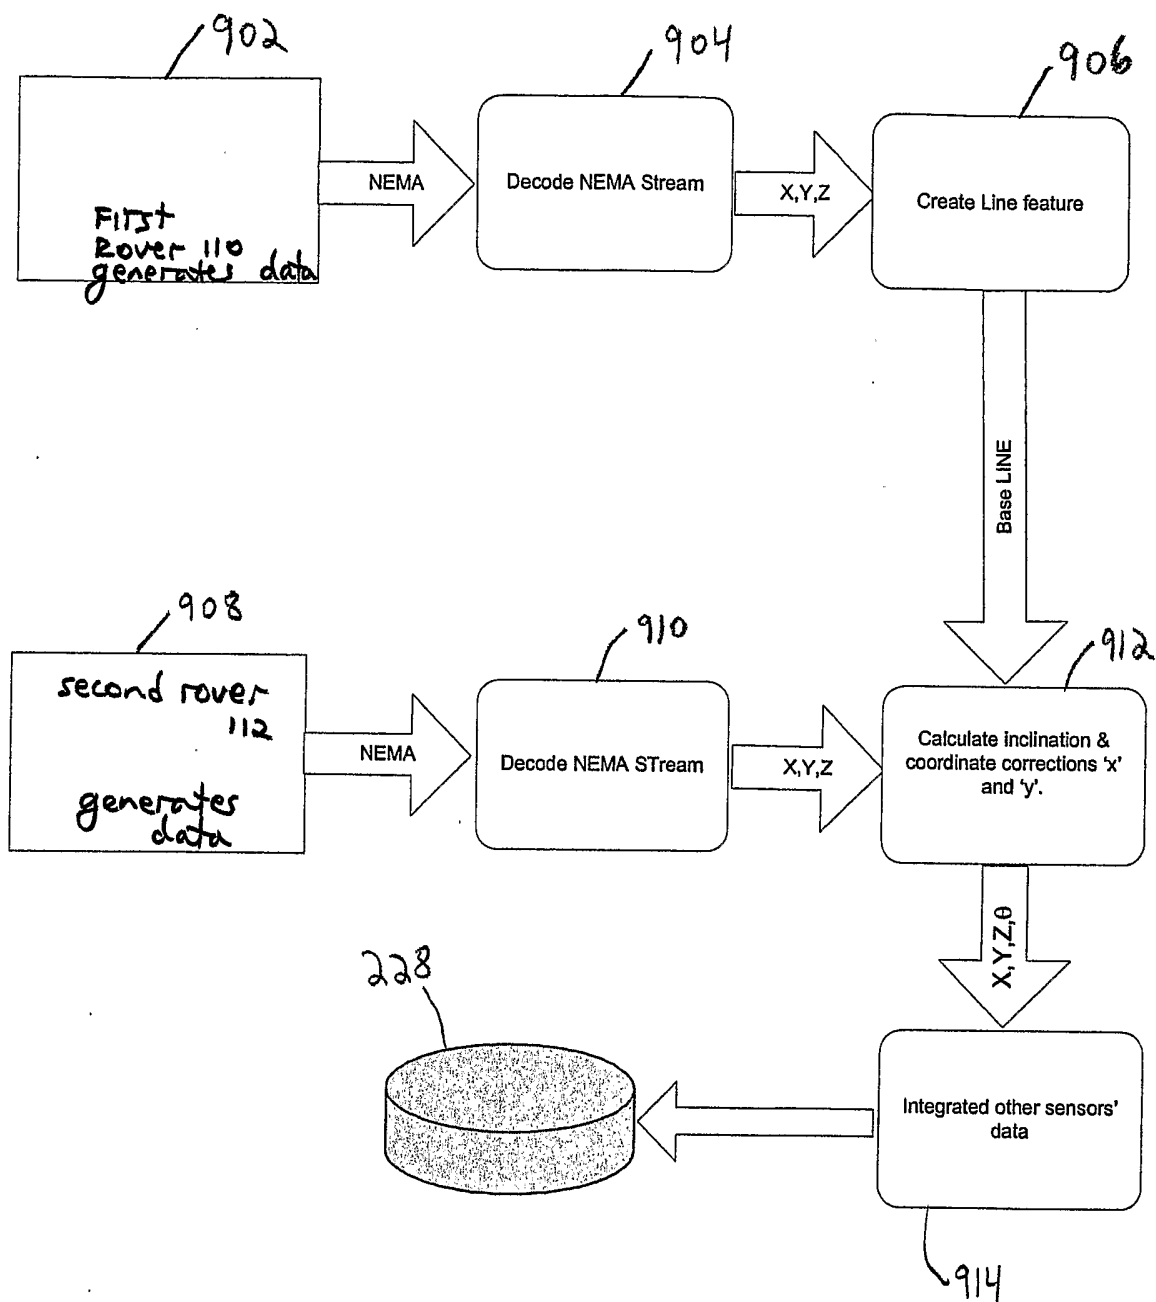 902
904
906
First
Rover 110
generates data
NEMA
Decode NEMA Stream
X,Y,Z
Create Line feature
Base LINE
908
910
912
second rover
112
generates
data
NEMA
Decode NEMA STream
X,Y,Z
Calculate inclination &
coordinate corrections 'x'
and 'y'.
X,Y,Z,θ
228
Integrated other sensors'
data
914